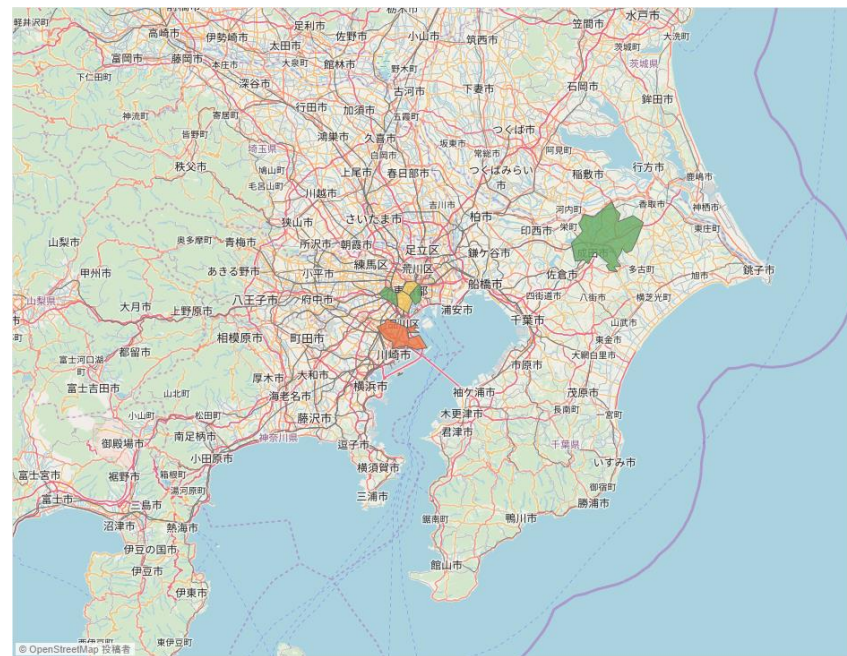 栃木市
小山市
筑西市
笠間市
水戸市
大洗町
軽井沢町
高崎市
伊勢崎市
足利市
佐野市
太田市
茨城町
茨城県
富岡市
藤岡市
本庄市
大泉町
館林市
野木町
下仁田町
深谷市
古河市
下妻市
石岡市
鉾田市
神流町
寄居町
行田市
加須市
五霞町
つくば市
皆野町
鴻巣市
久喜市
坂東市
常総市
阿見町
埼玉県
白岡市
秩父市
鳩山町
上尾市
春日部市
つくばみらい
市
稲敷市
行方市
鹿嶋市
毛呂山町
川越市
吉川市
神栖市
狭山市
さいたま市
柏市
河内町
香取市
印西市
栄町
東庄町
山梨市
奥多摩町
青梅市
所沢市
朝霞市
足立区
鎌ケ谷市
成田市
練馬区
荒川区
多古町
旭市
銚子市
甲州市
あきる野市
小平市
佐倉市
船橋市
山梨県
大月市
上野原市
八王子市
府中市
浦安市
四街道市
八街市
横芝光町
千葉市
山武市
都留市
相模原市
町田市
川崎市
東金市
大網白里市
富士河口湖
町
厚木市
大和市
横浜市
市原市
富士吉田市
山北町
海老名市
袖ケ浦市
茂原市
小山町
松田町
藤沢市
木更津市
長南町
一宮町
御殿場市
南足柄市
神奈川県
逗子市
君津市
千葉県
小田原市
横須賀市
いすみ市
富士宮市
裾野市
箱根町
湯河原町
三浦市
御宿町
富士市
三島市
勝浦市
沼津市
熱海市
鋸南町
鴨川市
伊豆の国
市
伊豆市
館山市
伊東市
西伊豆町
東伊豆町
© OpenStreetMap 投稿者